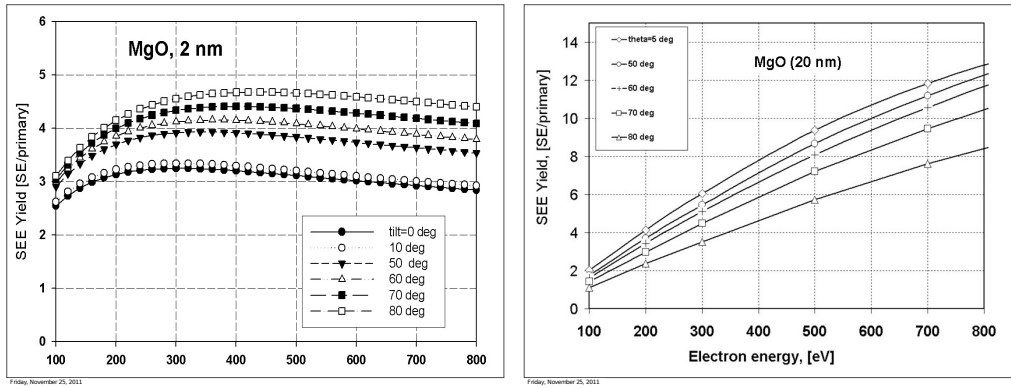 MgO, 2 nm
SEE Yield [SE/primary]
6
5
4
3
2
1
0
100 200 300 400 500 600 700 800
tilt=0 deg
10 deg
50 deg
60 deg
70 deg
80 deg
Friday, November 25, 2011
MgO (20 nm)
SEE Yield, [SE/primary]
14
12
10
8
6
4
2
0
100 200 300 400 500 600 700 800
Electron energy, [eV]
theta=5 deg
50 deg
60 deg
70 deg
80 deg
Friday, November 25, 2011